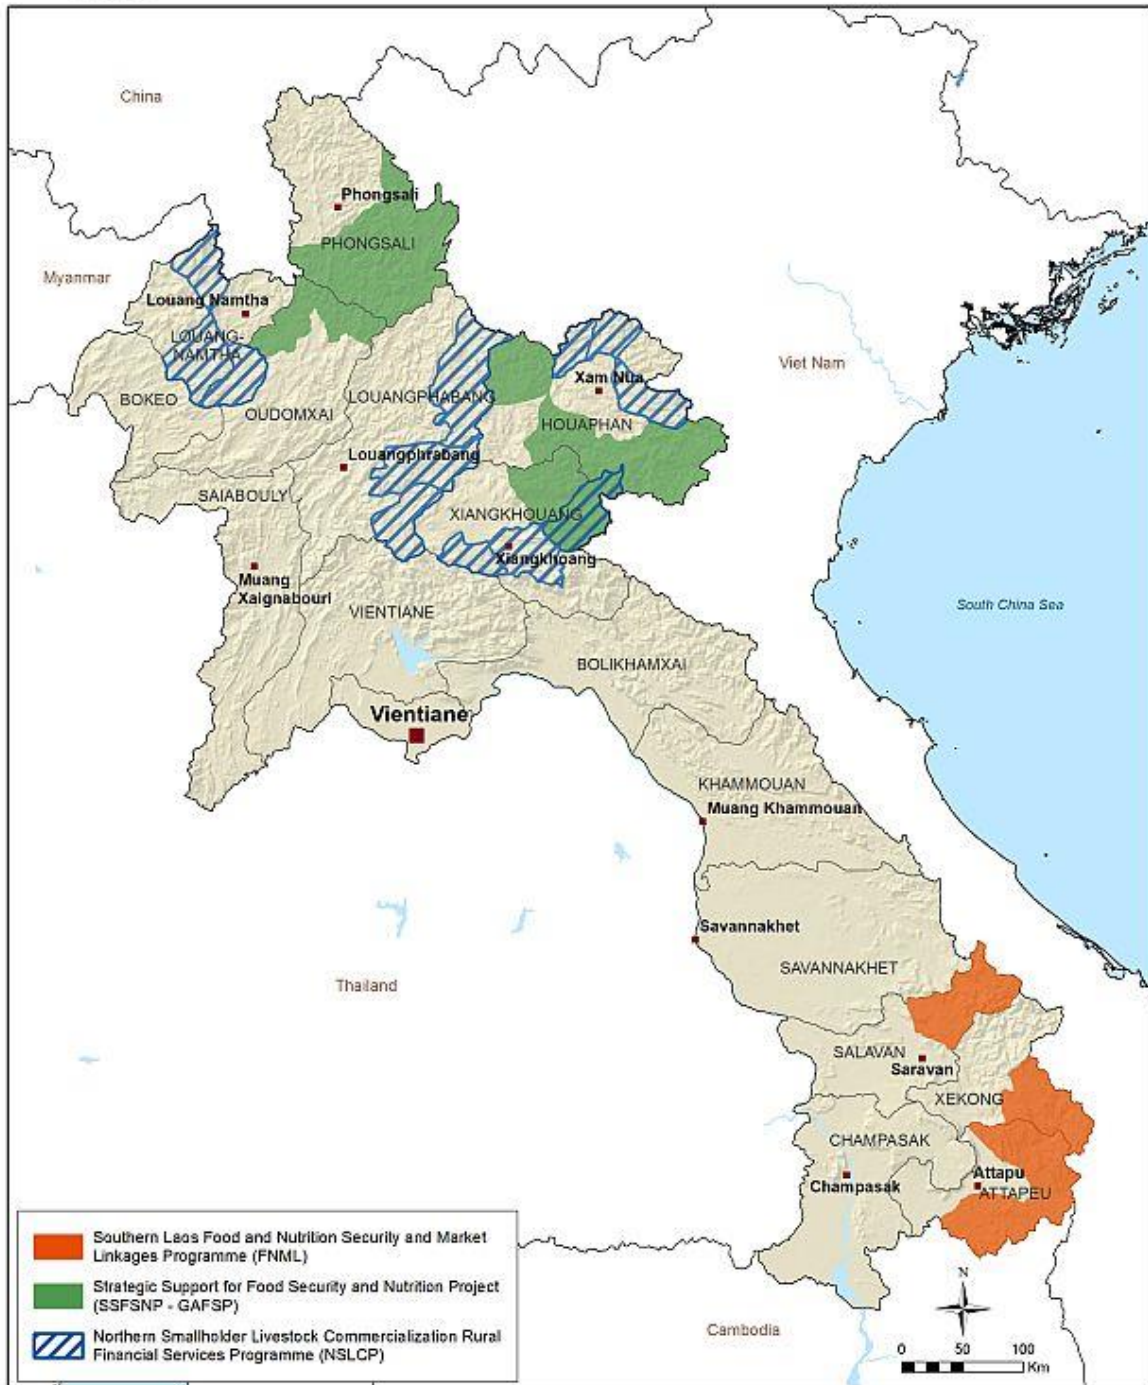 China
Phongsali
PHONGSALI
Myanmar
Louang Namtha
LOUANG-
NAMTHA
Viet Nam
Xam Nua
BOKEO
OUDOMXAI
LOUANGPHABANG
HOUAPHAN
Louangphrabang
SAIABOULY
XIANGKHOUANG
Xiangkhoang
Muang
Xaignabouri
VIENTIANE
South China Sea
BOLIKHAMXAI
Vientiane
KHAMMOUAN
Muang Khammouan
Savannakhet
SAVANNAKHET
Thailand
SALAVAN
Saravan
XEKONG
CHAMPASAK
Champasak
Attapu
ATTAPEU
Southern Laos Food and Nutrition Security and Market
Linkages Programme (FNML)
Strategic Support for Food Security and Nutrition Project
(SSFSNP - GAFSP)
Northern Smallholder Livestock Commercialization Rural
Financial Services Programme (NSLCP)
Cambodia
N
0 50 100
Km